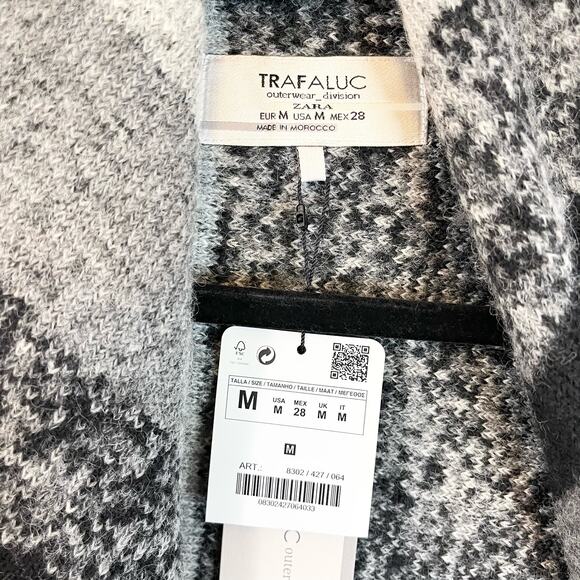 TRAFALUC
outerwear_division
ZARA
EUR M USA M MEX 28
MADE IN MOROCCO
FSC
TALLA / SIZE / TAMANHO / TAILLE / MAAT / ΜΕΓΕΘΟΣ
M
USA MEX UK IT
M 28 M M
M
ART.: 8302 / 427 / 064
08302427064033
C outer